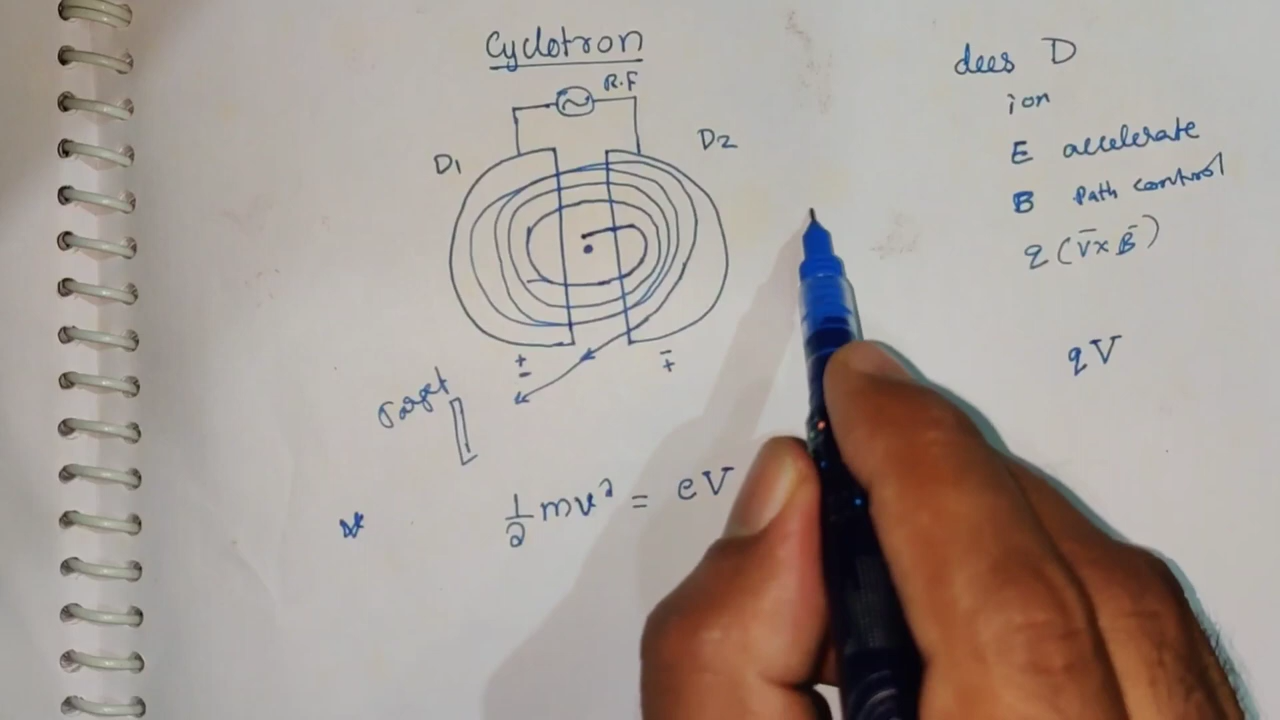 Cyclotron
R.F
D1
D2
+
-
-
+
Target
1/2 mv² = eV
dees D
ion
E accelerate
B Path control
q(V̄×B̄)
qV